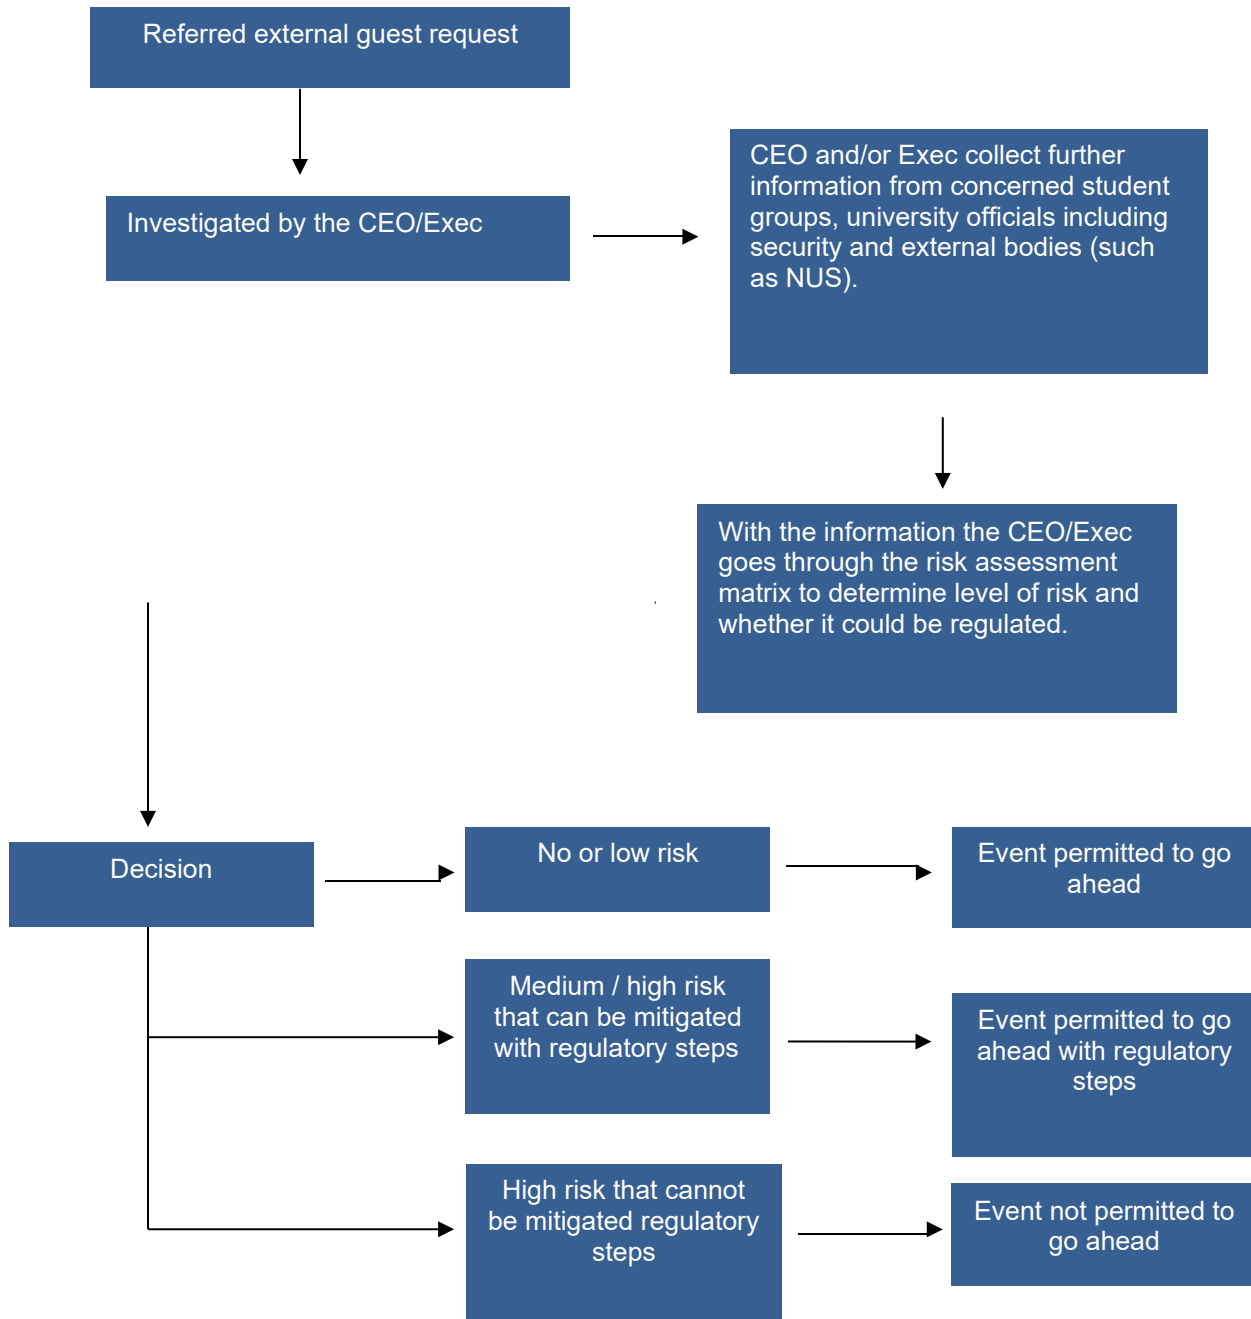 Referred external guest request
Investigated by the CEO/Exec
CEO and/or Exec collect further
information from concerned student
groups, university officials including
security and external bodies (such
as NUS).
With the information the CEO/Exec
goes through the risk assessment
matrix to determine level of risk and
whether it could be regulated.
Decision
No or low risk
Event permitted to go
ahead
Medium / high risk
that can be mitigated
with regulatory steps
Event permitted to go
ahead with regulatory
steps
High risk that cannot
be mitigated regulatory
steps
Event not permitted to
go ahead